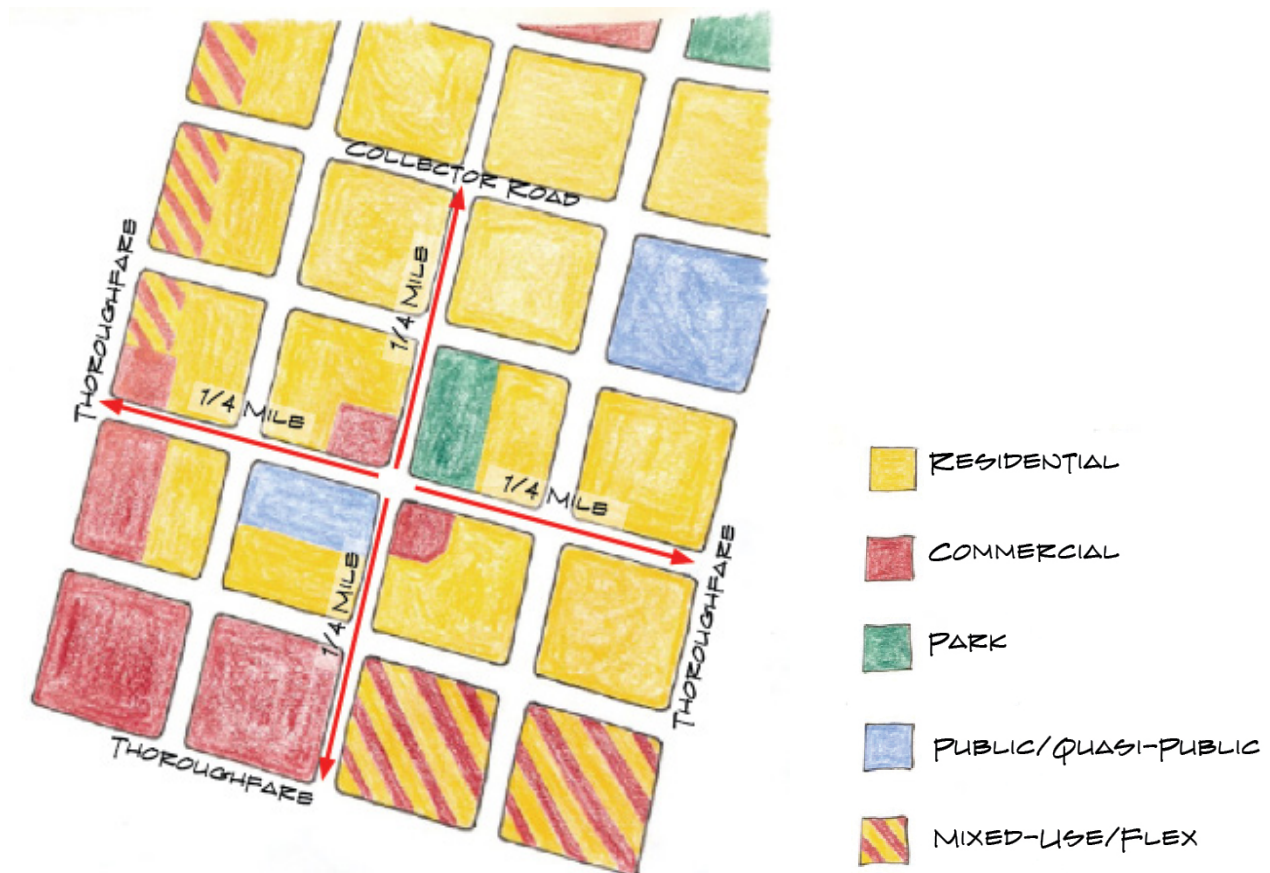 COLLECTOR ROAD
THOROUGHFARE
1/4 MILE
1/4 MILE
1/4 MILE
1/4 MILE
THOROUGHFARE
THOROUGHFARE
RESIDENTIAL
COMMERCIAL
PARK
PUBLIC/QUASI-PUBLIC
MIXED-USE/FLEX